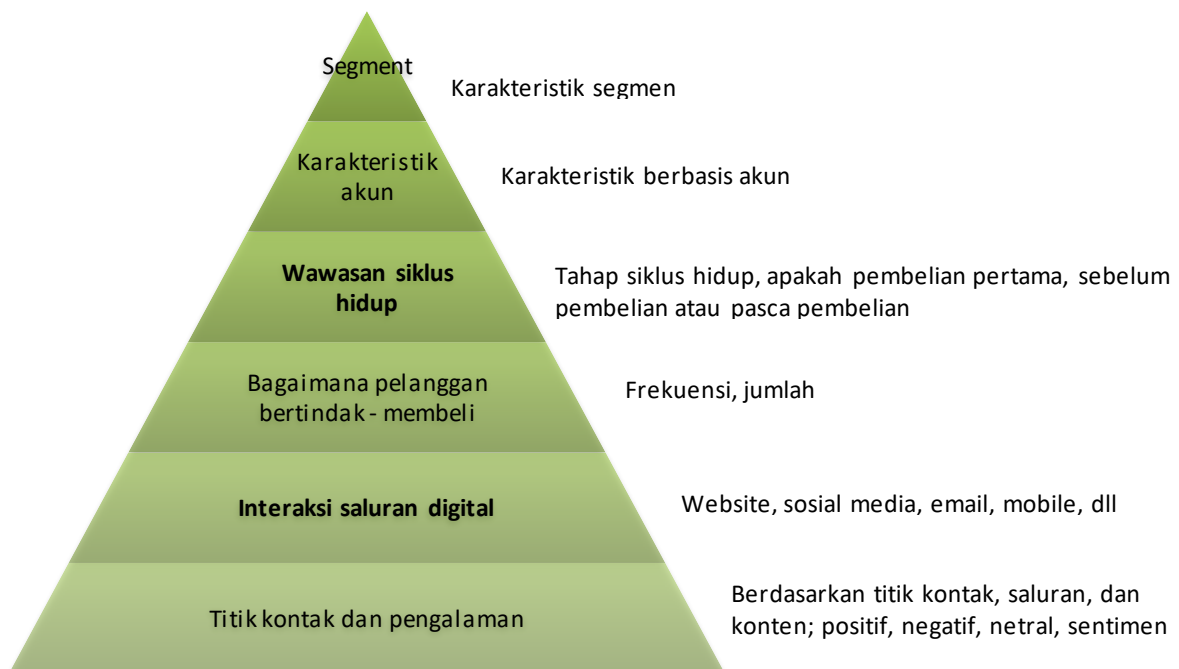 Segment
Karakteristik segmen
Karakteristik
akun
Karakteristik berbasis akun
Wawasan siklus
hidup
Tahap siklus hidup, apakah pembelian pertama, sebelum
pembelian atau pasca pembelian
Bagaimana pelanggan
bertindak - membeli
Frekuensi, jumlah
Interaksi saluran digital
Website, sosial media, email, mobile, dll
Titik kontak dan pengalaman
Berdasarkan titik kontak, saluran, dan
konten; positif, negatif, netral, sentimen